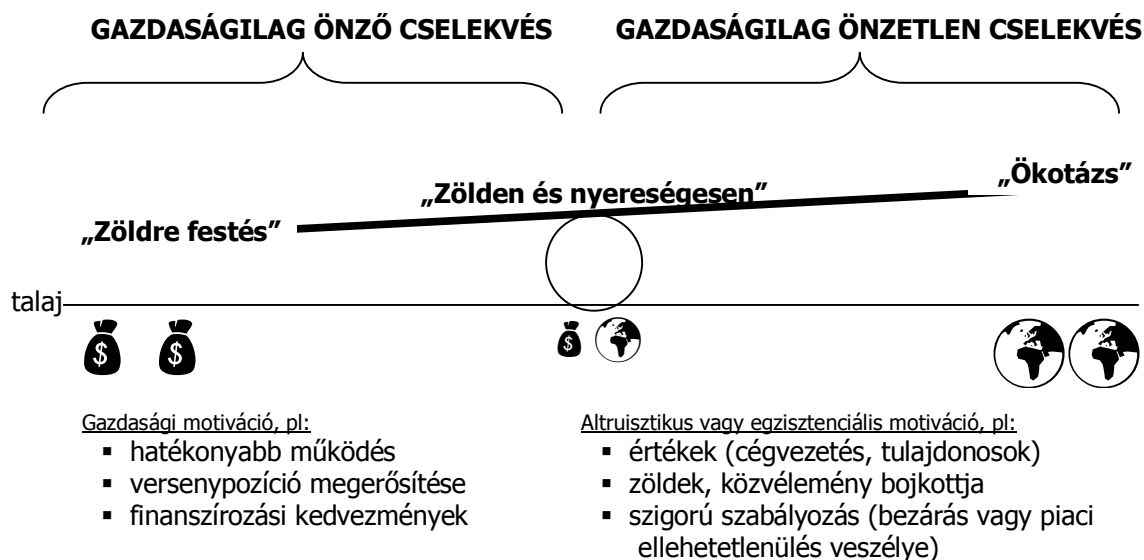 GAZDASÁGILAG ÖNZŐ CSELEKVÉS
GAZDASÁGILAG ÖNZETLEN CSELEKVÉS
„Ökotázs”
„Zölden és nyereségesen”
„Zöldre festés”
talaj
$ $ $
Gazdasági motiváció, pl:
▪ hatékonyabb működés
▪ versenypozíció megerősítése
▪ finanszírozási kedvezmények
Altruisztikus vagy egzisztenciális motiváció, pl:
▪ értékek (cégvezetés, tulajdonosok)
▪ zöldek, közvélemény bojkottja
▪ szigorú szabályozás (bezárás vagy piaci
ellehetetlenülés veszélye)